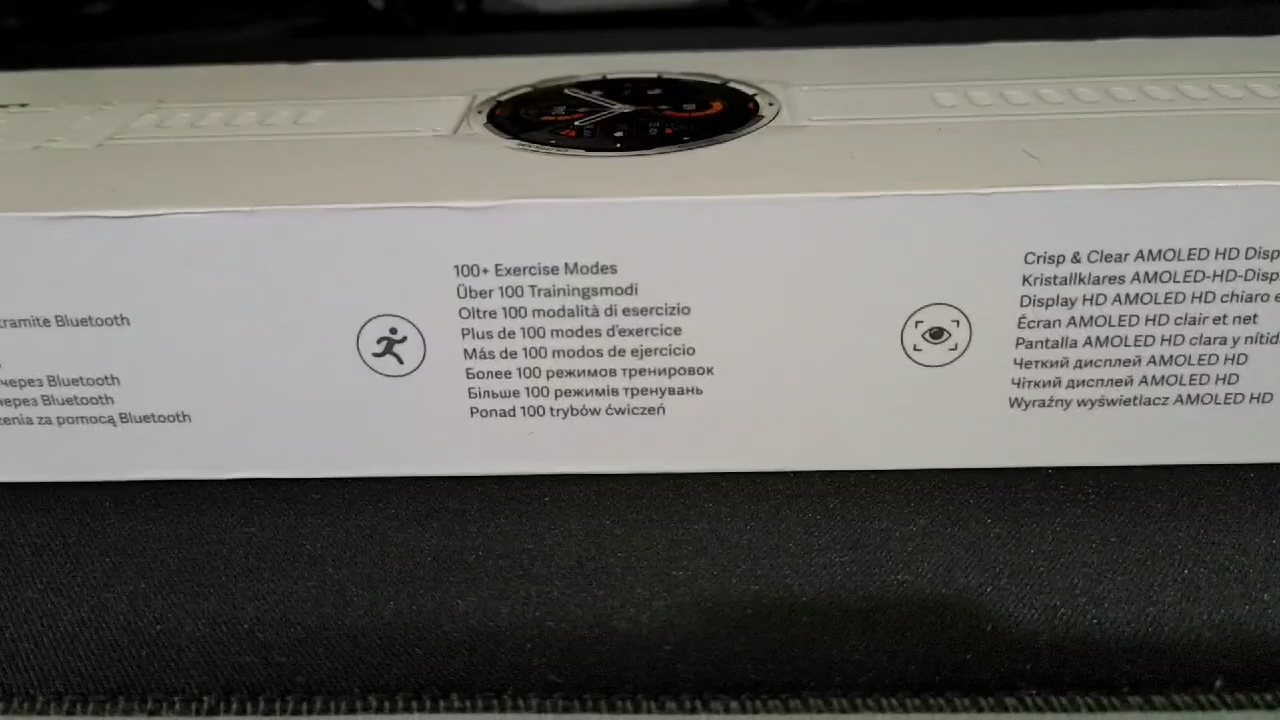 tramite Bluetooth
через Bluetooth
через Bluetooth
za pomocą Bluetooth
100+ Exercise Modes
Über 100 Trainingsmodi
Oltre 100 modalità di esercizio
Plus de 100 modes d'exercice
Más de 100 modos de ejercicio
Более 100 режимов тренировок
Більше 100 режимів тренувань
Ponad 100 trybów ćwiczeń
Crisp & Clear AMOLED HD Disp
Kristallklares AMOLED-HD-Disp
Display HD AMOLED HD chiaro e
Écran AMOLED HD clair et net
Pantalla AMOLED HD clara y nítid
Четкий дисплей AMOLED HD
Чіткий дисплей AMOLED HD
Wyraźny wyświetlacz AMOLED HD